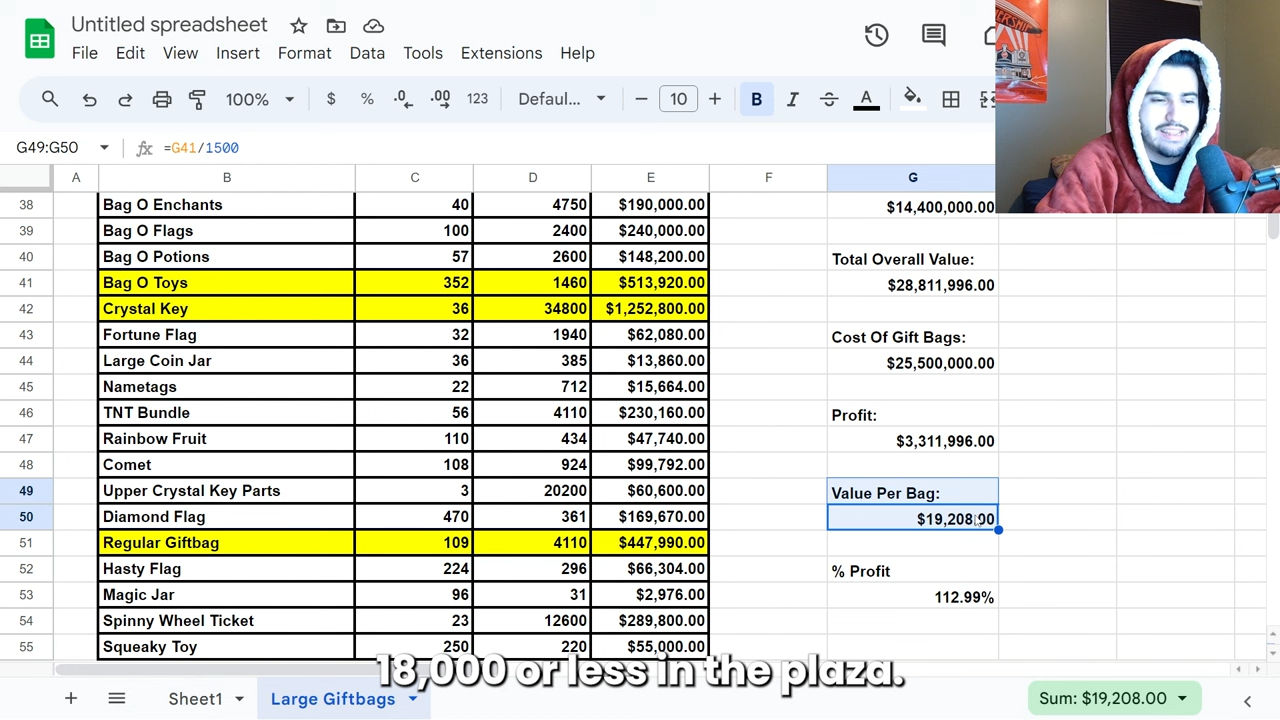 Untitled spreadsheet
File Edit View Insert Format Data Tools Extensions Help
100% $ % .0 .00 123 Defaul... 10 B I A
G49:G50 fx =G41/1500
A B C D E F G
38 Bag O Enchants 40 4750 $190,000.00 $14,400,000.00
39 Bag O Flags 100 2400 $240,000.00
40 Bag O Potions 57 2600 $148,200.00 Total Overall Value:
41 Bag O Toys 352 1460 $513,920.00 $28,811,996.00
42 Crystal Key 36 34800 $1,252,800.00
43 Fortune Flag 32 1940 $62,080.00 Cost Of Gift Bags:
44 Large Coin Jar 36 385 $13,860.00 $25,500,000.00
45 Nametags 22 712 $15,664.00
46 TNT Bundle 56 4110 $230,160.00 Profit:
47 Rainbow Fruit 110 434 $47,740.00 $3,311,996.00
48 Comet 108 924 $99,792.00
49 Upper Crystal Key Parts 3 20200 $60,600.00 Value Per Bag:
50 Diamond Flag 470 361 $169,670.00 $19,208.00
51 Regular Giftbag 109 4110 $447,990.00
52 Hasty Flag 224 296 $66,304.00 % Profit
53 Magic Jar 96 31 $2,976.00 112.99%
54 Spinny Wheel Ticket 23 12600 $289,800.00
55 Squeaky Toy 250 220 $55,000.00
18,000 or less in the plaza.
Sheet1 Large Giftbags Sum: $19,208.00